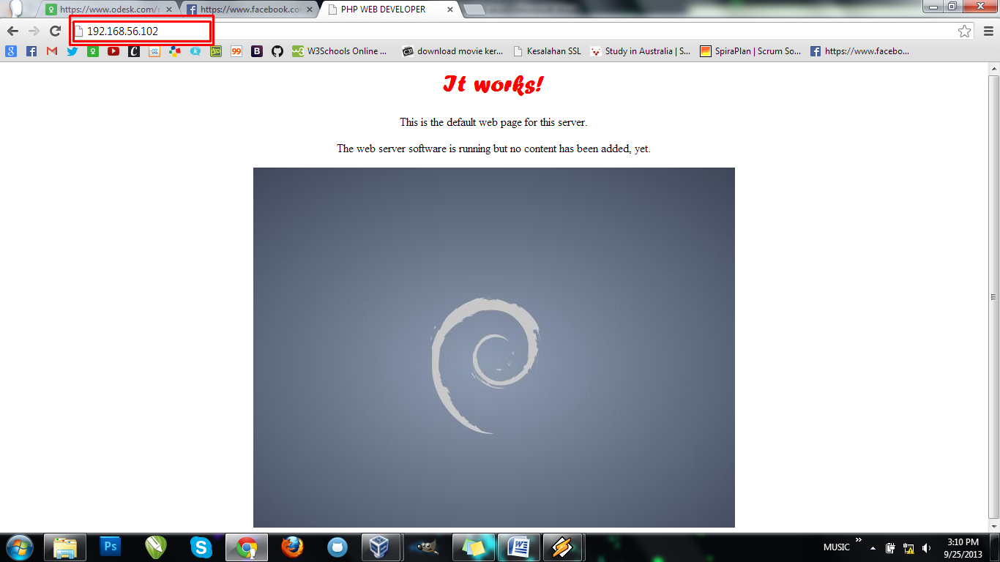 https://www.odesk.com/r
https://www.facebook.co
PHP WEB DEVELOPER
192.168.56.102
W3Schools Online ...
download movie ker...
Kesalahan SSL
Study in Australia | S...
SpiraPlan | Scrum So...
https://www.facebo...
It works!
This is the default web page for this server.
The web server software is running but no content has been added, yet.
MUSIC
3:10 PM
9/25/2013